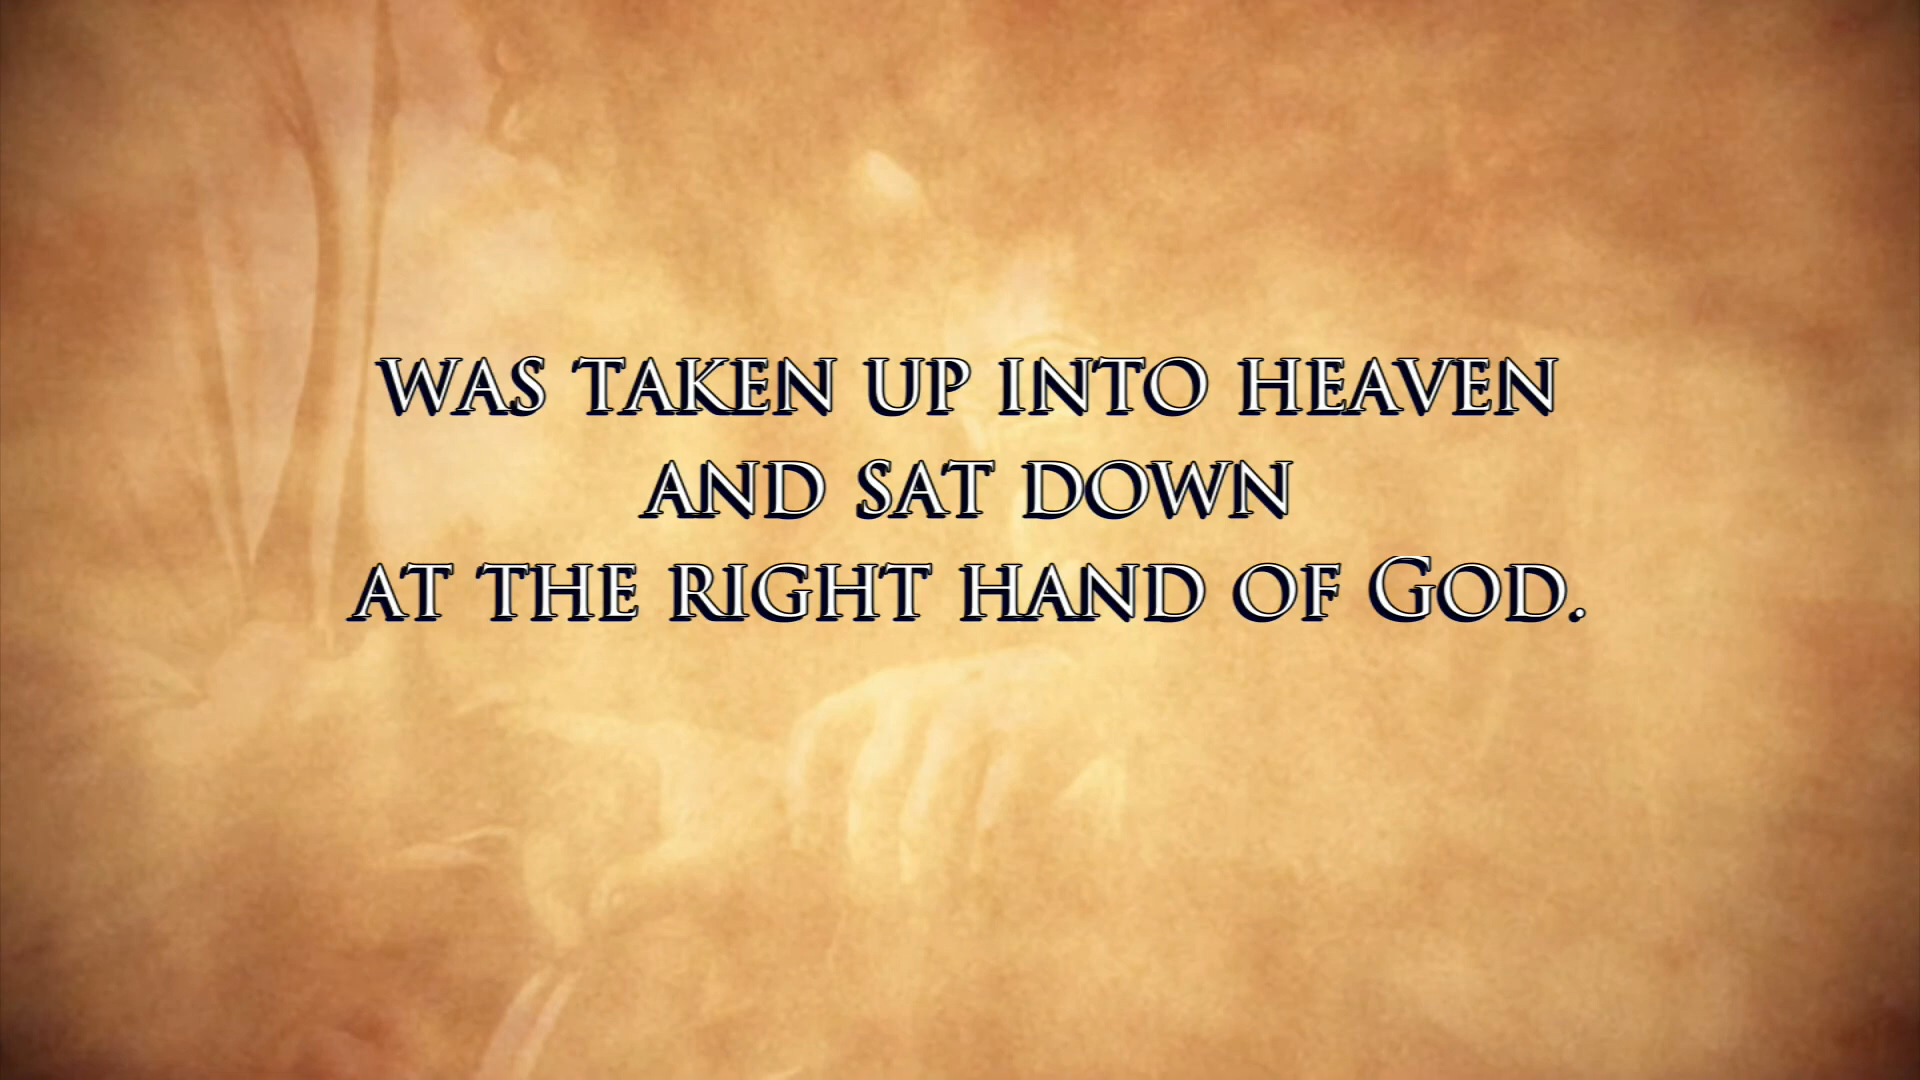 WAS TAKEN UP INTO HEAVEN
AND SAT DOWN
AT THE RIGHT HAND OF GOD.